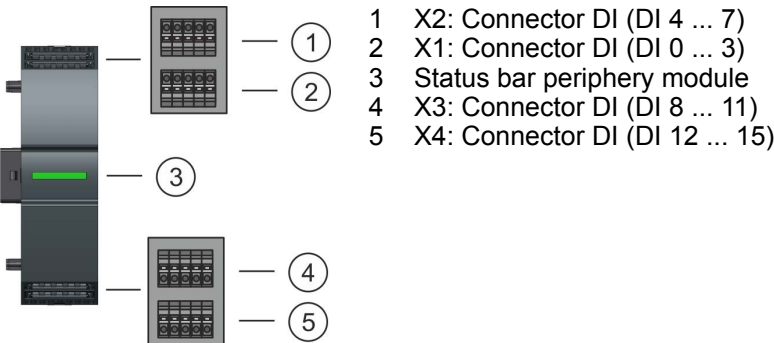 1 X2: Connector DI (DI 4 ... 7)
2 X1: Connector DI (DI 0 ... 3)
3 Status bar periphery module
4 X3: Connector DI (DI 8 ... 11)
5 X4: Connector DI (DI 12 ... 15)
1
2
3
4
5